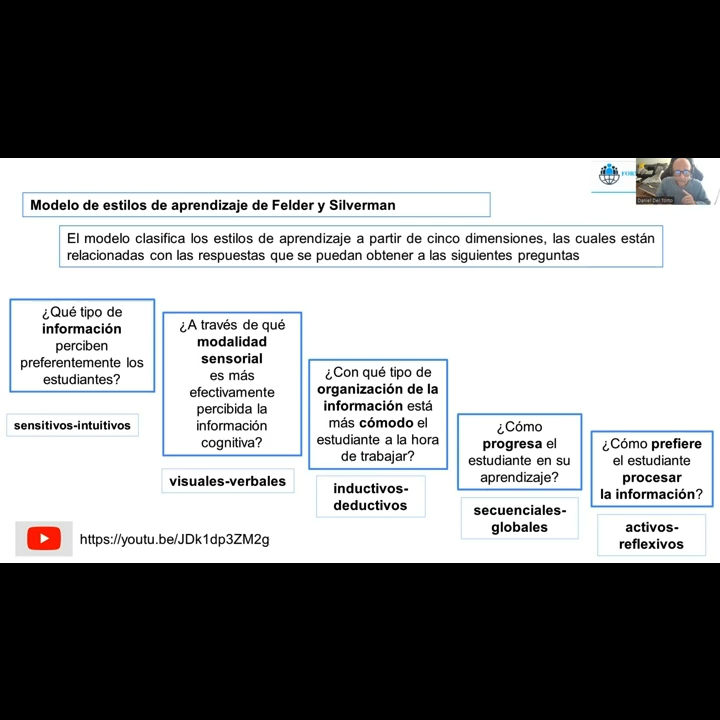 FOR
Daniel Del Torto
Modelo de estilos de aprendizaje de Felder y Silverman
El modelo clasifica los estilos de aprendizaje a partir de cinco dimensiones, las cuales están
relacionadas con las respuestas que se puedan obtener a las siguientes preguntas
¿Qué tipo de
información
perciben
preferentemente los
estudiantes?
sensitivos-intuitivos
¿A través de qué
modalidad
sensorial
es más
efectivamente
percibida la
información
cognitiva?
visuales-verbales
¿Con qué tipo de
organización de la
información está
más cómodo el
estudiante a la hora
de trabajar?
inductivos-
deductivos
¿Cómo
progresa el
estudiante en su
aprendizaje?
secuenciales-
globales
¿Cómo prefiere
el estudiante
procesar
la información?
activos-
reflexivos
https://youtu.be/JDk1dp3ZM2g